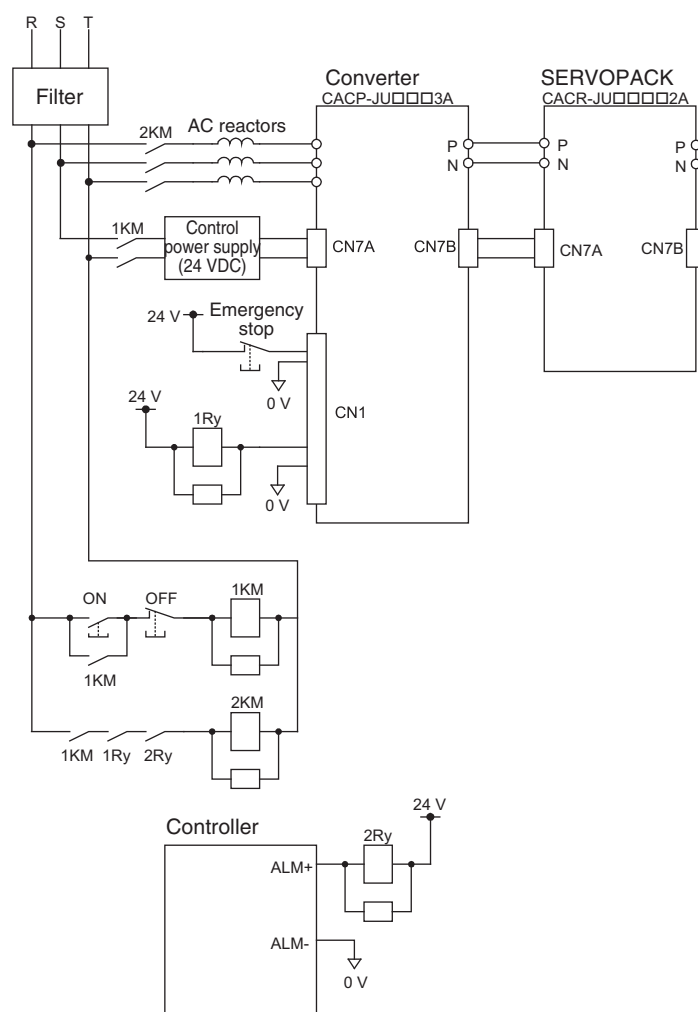 R S T
Filter
Converter
CACP-JU□□□3A
SERVOPACK
CACR-JU□□□□2A
2KM
AC reactors
P
N
P
N
P
N
1KM
Control
power supply
(24 VDC)
CN7A
CN7B
CN7A
CN7B
24 V
Emergency
stop
0 V
CN1
24 V
1Ry
0 V
ON
OFF
1KM
1KM
2KM
1KM 1Ry 2Ry
Controller
24 V
2Ry
ALM+
ALM-
0 V